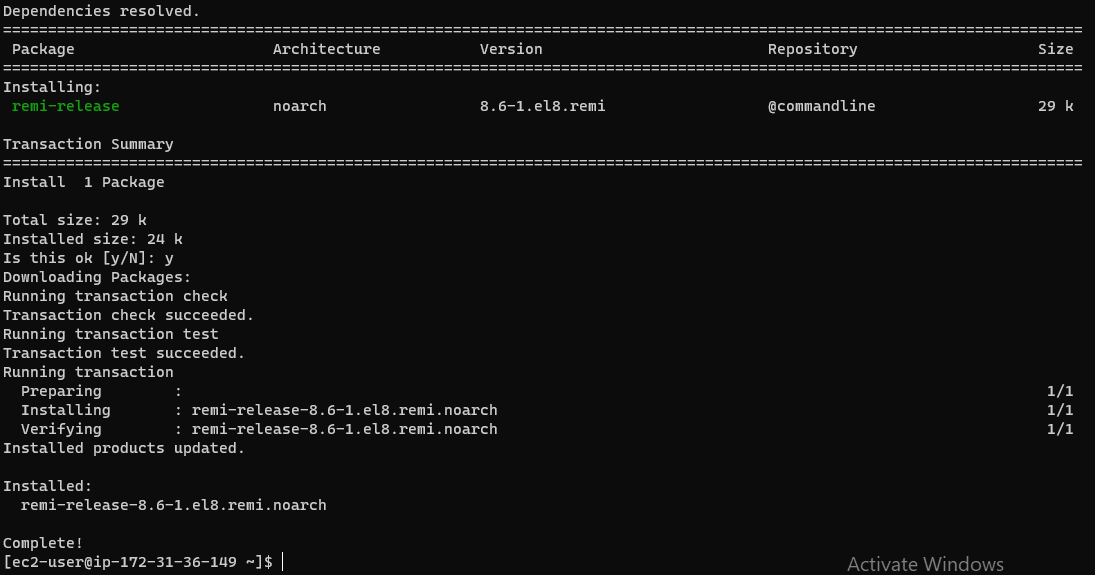 Dependencies resolved.
================================================================================================================================
Package Architecture Version Repository Size
================================================================================================================================
Installing:
remi-release noarch 8.6-1.el8.remi @commandline 29 k
Transaction Summary
================================================================================================================================
Install  1 Package
Total size: 29 k
Installed size: 24 k
Is this ok [y/N]: y
Downloading Packages:
Running transaction check
Transaction check succeeded.
Running transaction test
Transaction test succeeded.
Running transaction
Preparing : 1/1
Installing : remi-release-8.6-1.el8.remi.noarch 1/1
Verifying : remi-release-8.6-1.el8.remi.noarch 1/1
Installed products updated.
Installed:
remi-release-8.6-1.el8.remi.noarch
Complete!
[ec2-user@ip-172-31-36-149 ~]$
Activate Windows